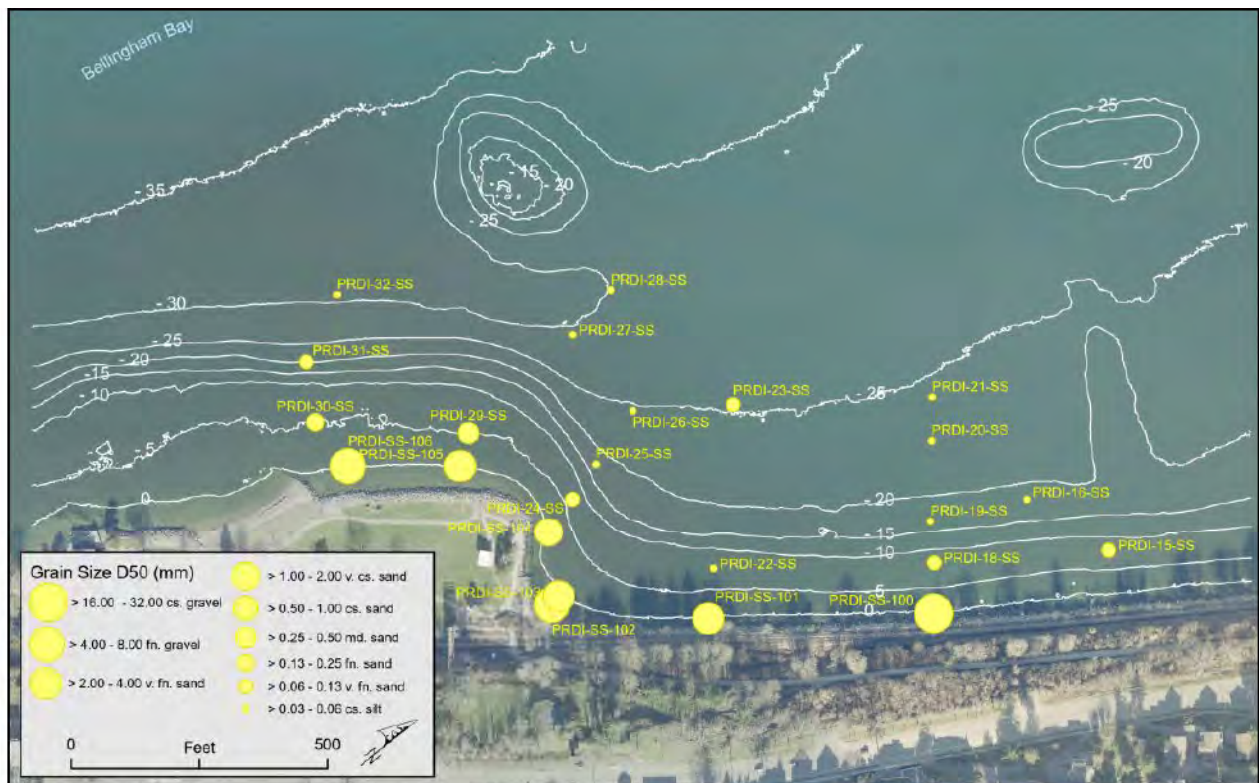 Bellingham Bay
- 35
- 15
- 20
- 25
- 25
- 20
PRDI-32-SS
PRDI-28-SS
- 30
PRDI-27-SS
- 25
- 20
- 15
- 10
PRDI-31-SS
PRDI-23-SS
PRDI-21-SS
- 25
PRDI-30-SS
PRDI-29-SS
PRDI-26-SS
PRDI-20-SS
- 5
PRDI-SS-106
PRDI-SS-105
PRDI-25-SS
0
PRDI-24-SS
- 20
PRDI-16-SS
PRDI-SS-104
- 15
PRDI-19-SS
- 10
PRDI-15-SS
PRDI-22-SS
PRDI-18-SS
- 5
PRDI-SS-103
PRDI-SS-101
PRDI-SS-100
0
PRDI-SS-102
Grain Size D50 (mm)
> 16.00 - 32.00 cs. gravel
> 4.00 - 8.00 fn. gravel
> 2.00 - 4.00 v. fn. sand
> 1.00 - 2.00 v. cs. sand
> 0.50 - 1.00 cs. sand
> 0.25 - 0.50 md. sand
> 0.13 - 0.25 fn. sand
> 0.06 - 0.13 v. fn. sand
> 0.03 - 0.06 cs. silt
0 Feet 500
N